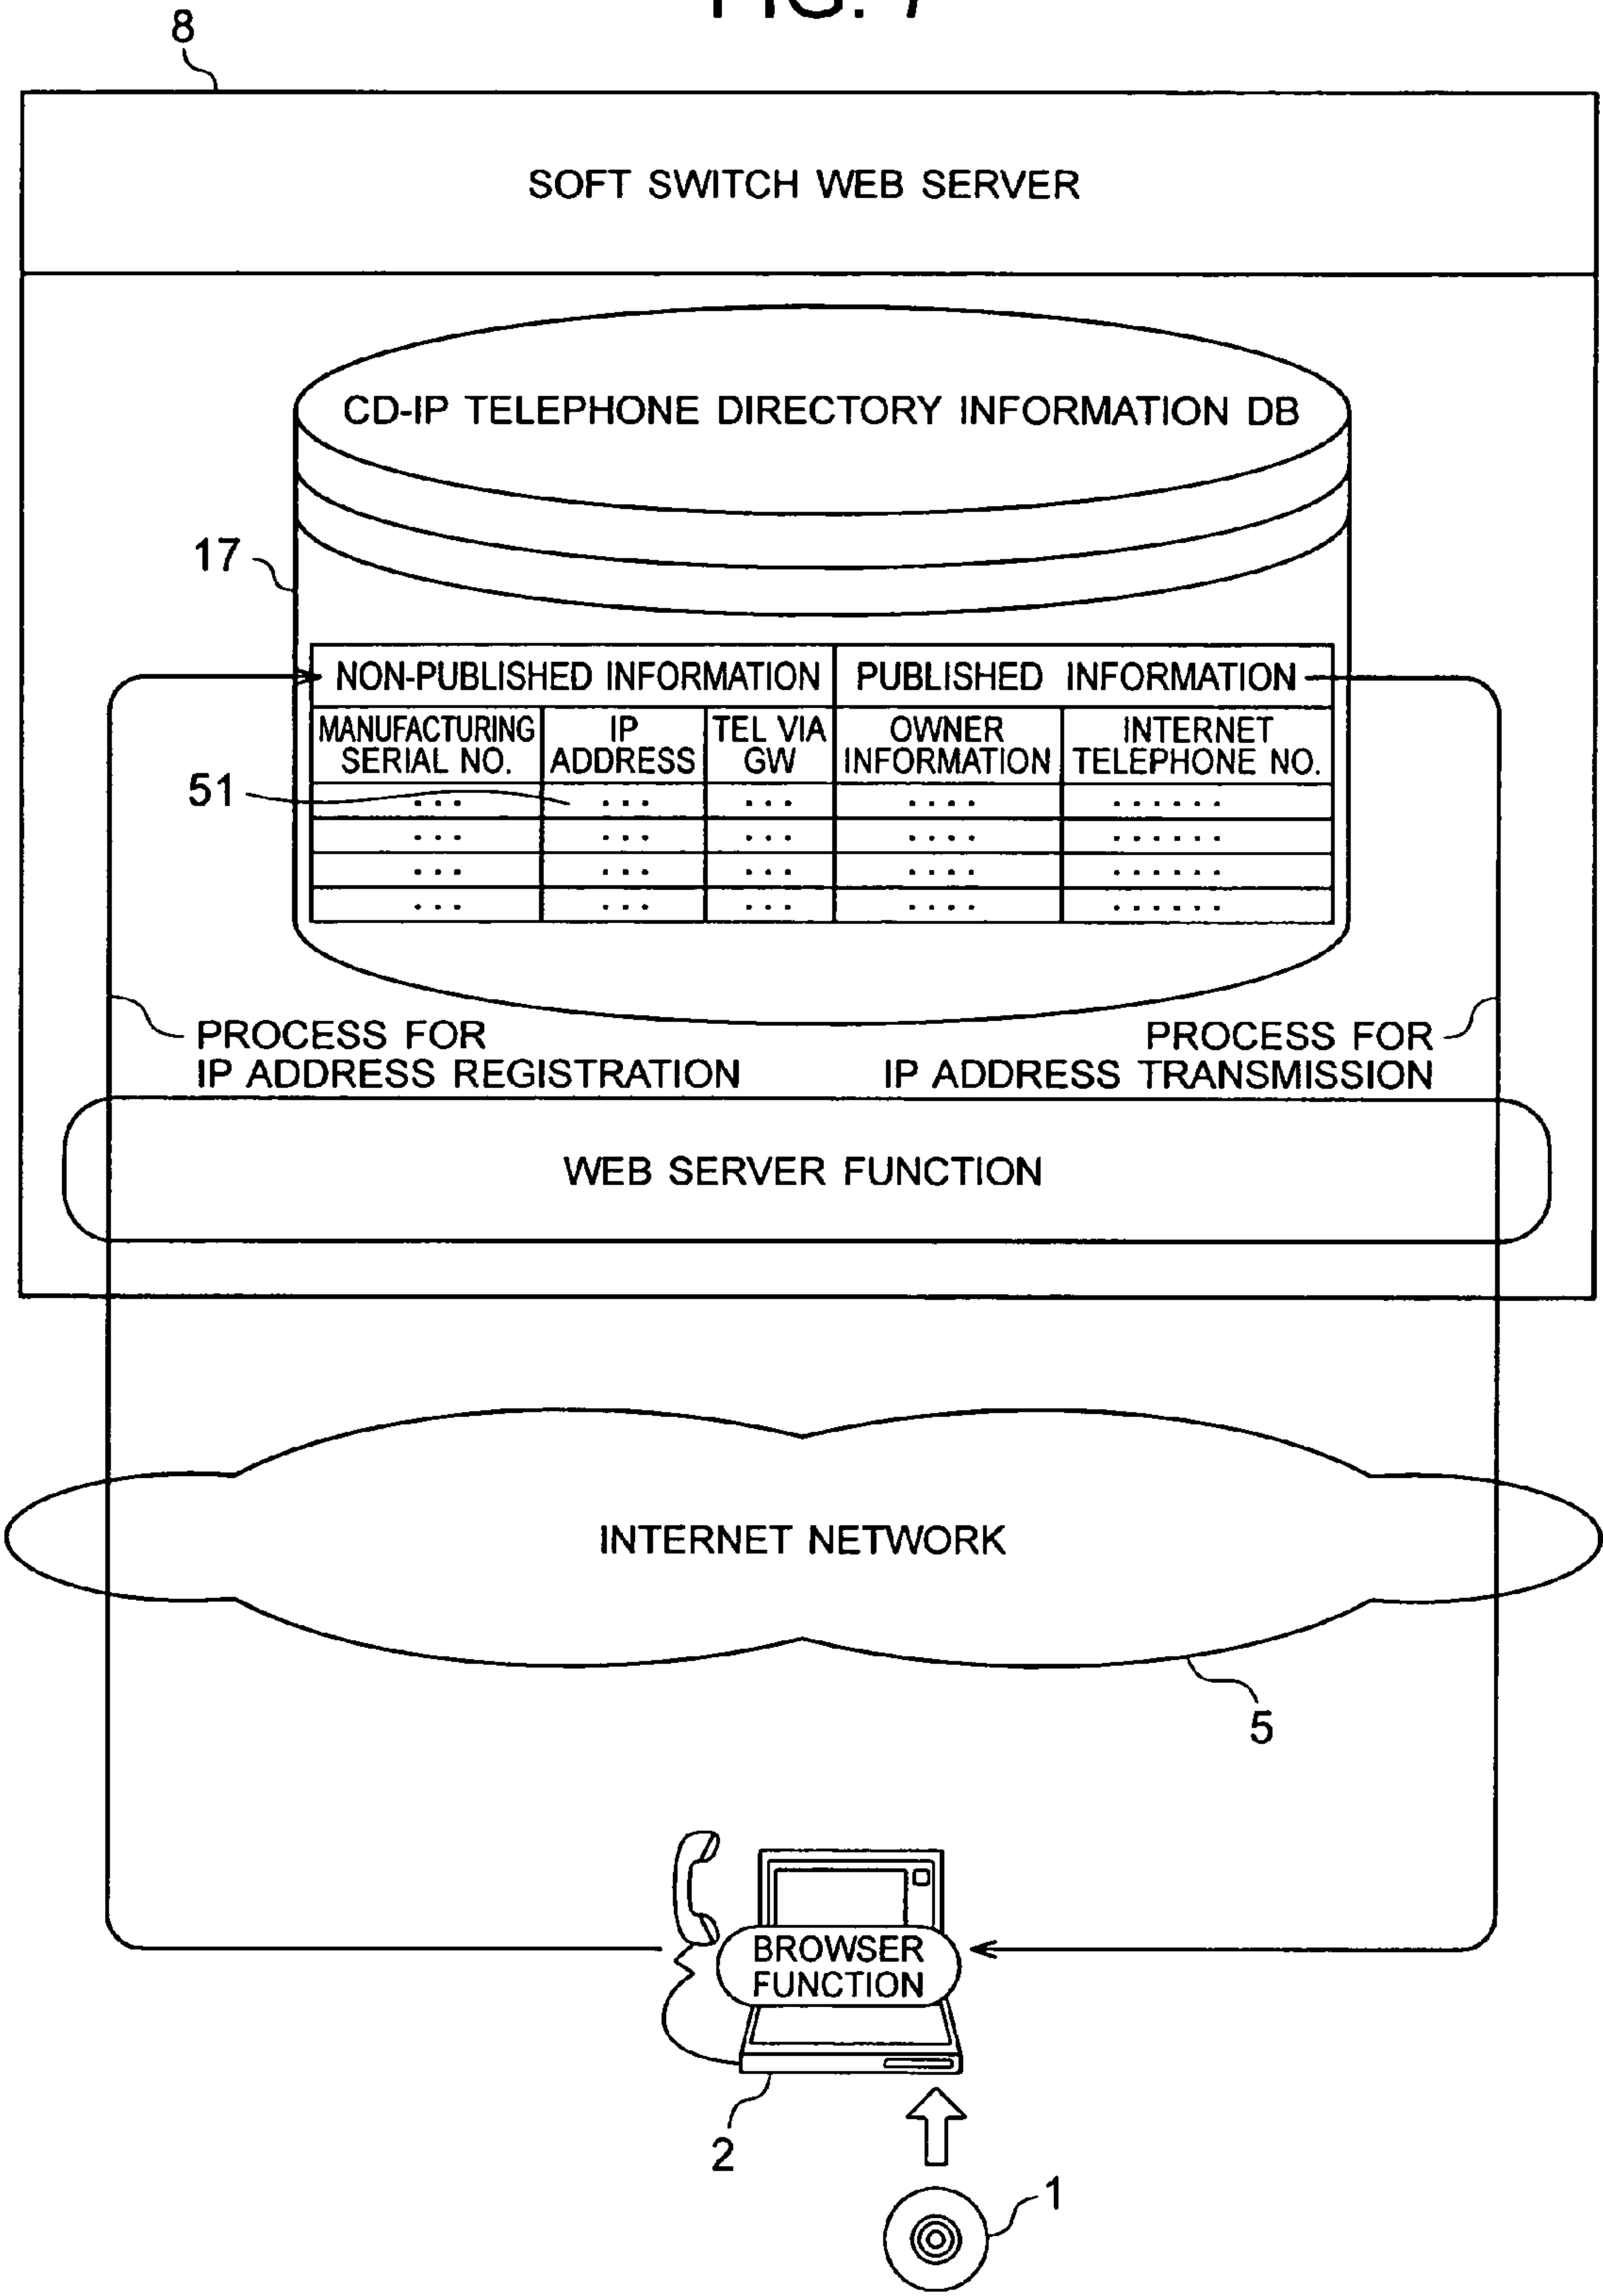 FIG. 7
8
SOFT SWITCH WEB SERVER
CD-IP TELEPHONE DIRECTORY INFORMATION DB
17
NON-PUBLISHED INFORMATION PUBLISHED INFORMATION
MANUFACTURING SERIAL NO. IP ADDRESS TEL VIA GW OWNER INFORMATION INTERNET TELEPHONE NO.
51 ... ... ... .... ......
... ... ... .... ......
... ... ... .... ......
... ... ... .... ......
PROCESS FOR
IP ADDRESS REGISTRATION
PROCESS FOR
IP ADDRESS TRANSMISSION
WEB SERVER FUNCTION
INTERNET NETWORK
5
BROWSER
FUNCTION
2
1